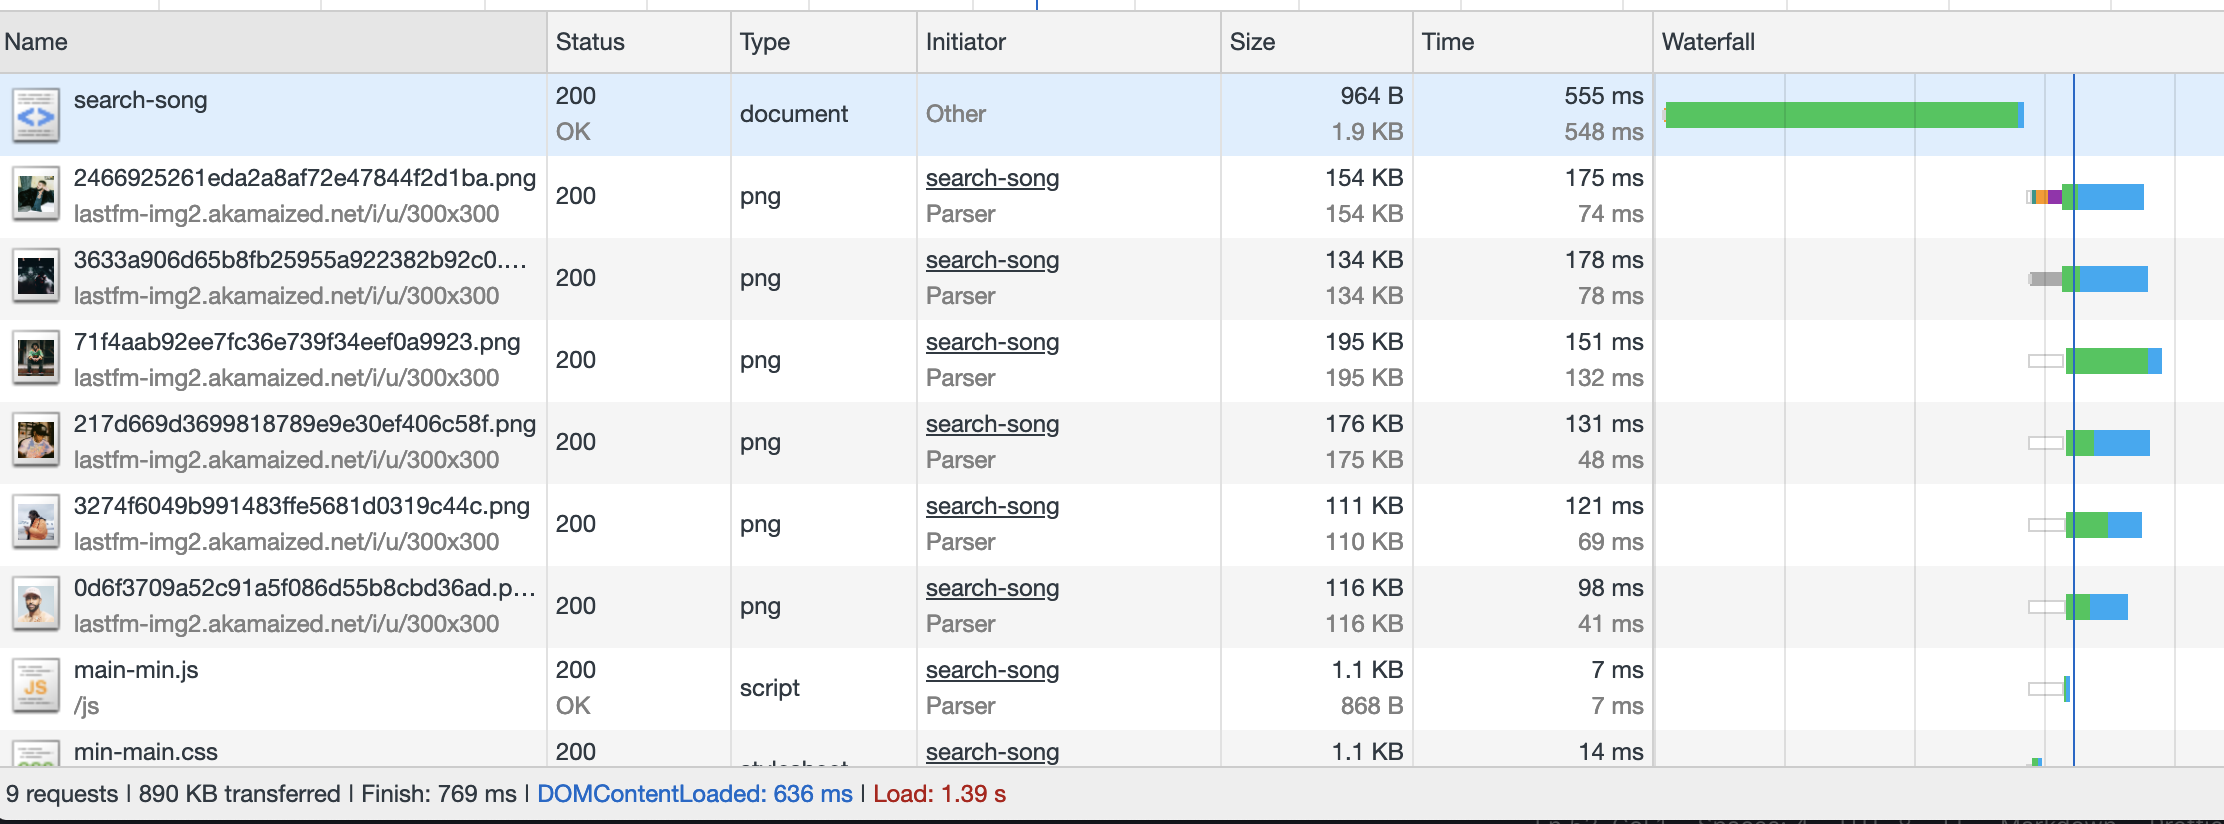 Name Status Type Initiator Size Time Waterfall
search-song 200 OK document Other 964 B 1.9 KB 555 ms 548 ms
2466925261eda2a8af72e47844f2d1ba.png lastfm-img2.akamaized.net/i/u/300x300 200 png search-song Parser 154 KB 154 KB 175 ms 74 ms
3633a906d65b8fb25955a922382b92c0.... lastfm-img2.akamaized.net/i/u/300x300 200 png search-song Parser 134 KB 134 KB 178 ms 78 ms
71f4aab92ee7fc36e739f34eef0a9923.png lastfm-img2.akamaized.net/i/u/300x300 200 png search-song Parser 195 KB 195 KB 151 ms 132 ms
217d669d3699818789e9e30ef406c58f.png lastfm-img2.akamaized.net/i/u/300x300 200 png search-song Parser 176 KB 175 KB 131 ms 48 ms
3274f6049b991483ffe5681d0319c44c.png lastfm-img2.akamaized.net/i/u/300x300 200 png search-song Parser 111 KB 110 KB 121 ms 69 ms
0d6f3709a52c91a5f086d55b8cbd36ad.p... lastfm-img2.akamaized.net/i/u/300x300 200 png search-song Parser 116 KB 116 KB 98 ms 41 ms
JS main-min.js /js 200 OK script search-song Parser 1.1 KB 868 B 7 ms 7 ms
min-main.css 200 search-song 1.1 KB 14 ms
9 requests | 890 KB transferred | Finish: 769 ms | DOMContentLoaded: 636 ms | Load: 1.39 s